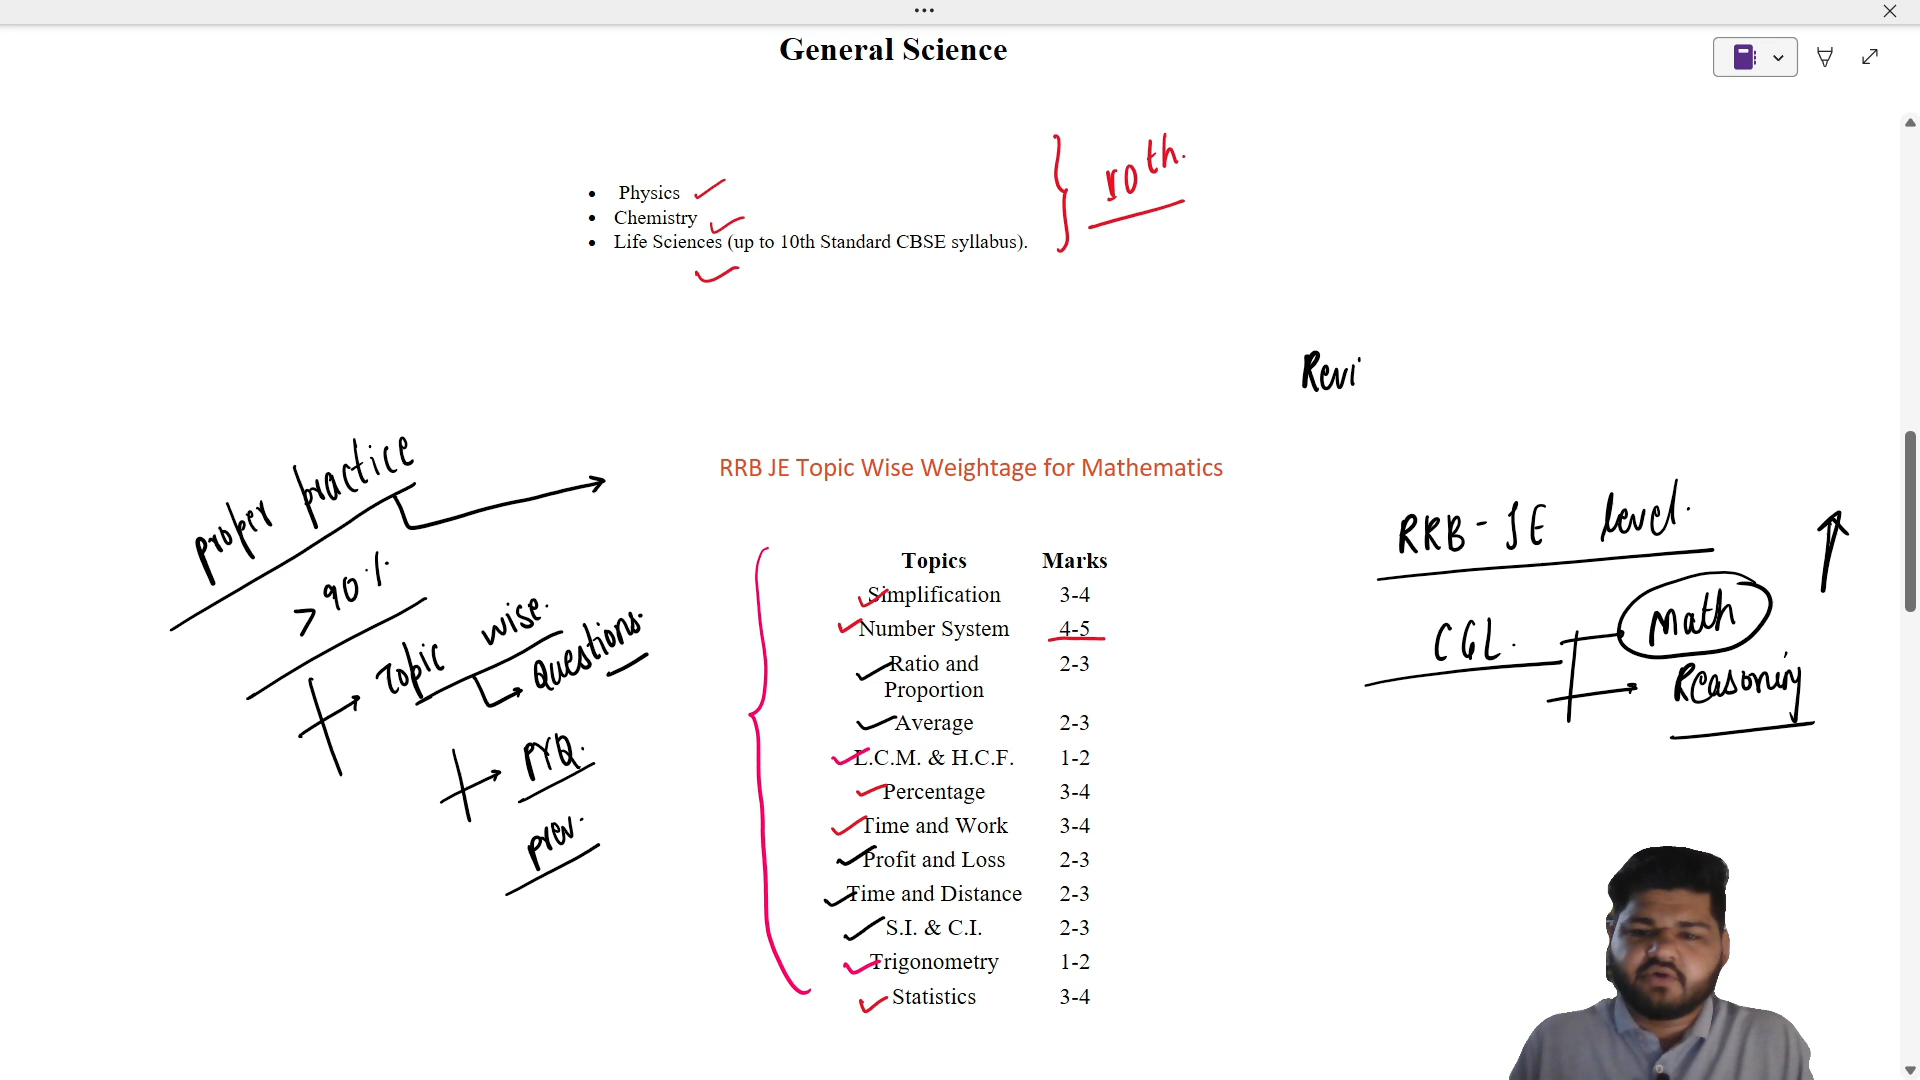 General Science
Physics
Chemistry
Life Sciences (up to 10th Standard CBSE syllabus).
10th.
Revi
RRB JE Topic Wise Weightage for Mathematics
proper practice
>90%
Topic wise.
Questions.
PYQ.
prev.
Topics Marks
Simplification 3-4
Number System 4-5
Ratio and 2-3
Proportion
Average 2-3
L.C.M. & H.C.F. 1-2
Percentage 3-4
Time and Work 3-4
Profit and Loss 2-3
Time and Distance 2-3
S.I. & C.I. 2-3
Trigonometry 1-2
Statistics 3-4
RRB-JE level.
CGL.
Math
Reasoning